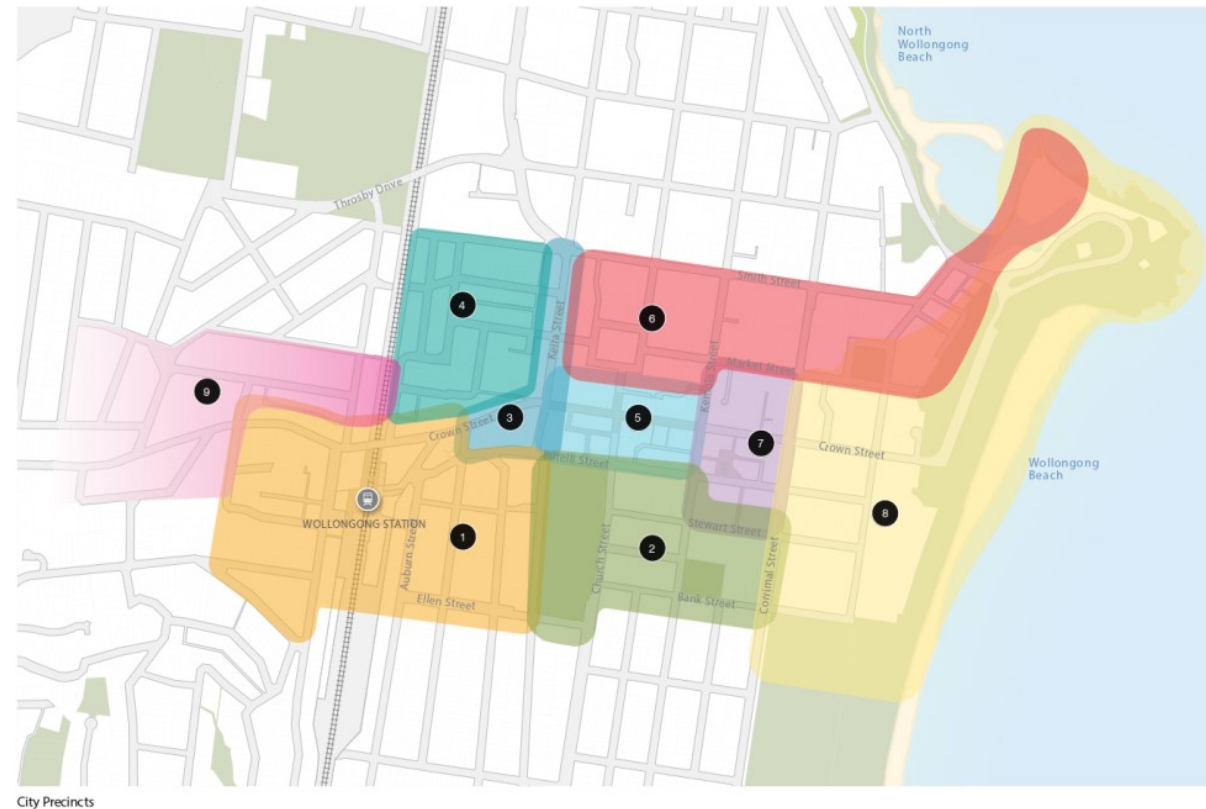 North
Wollongong
Beach
Throsby Drive
Smith Street
4
Keira Street
6
Market Street
Kembla Street
9
3
5
Crown Street
7
Crown Street
Burelli Street
Wollongong
Beach
WOLLONGONG STATION
8
Stewart Street
1
2
Auburn Street
Church Street
Corrimal Street
Ellen Street
Bank Street
City Precincts